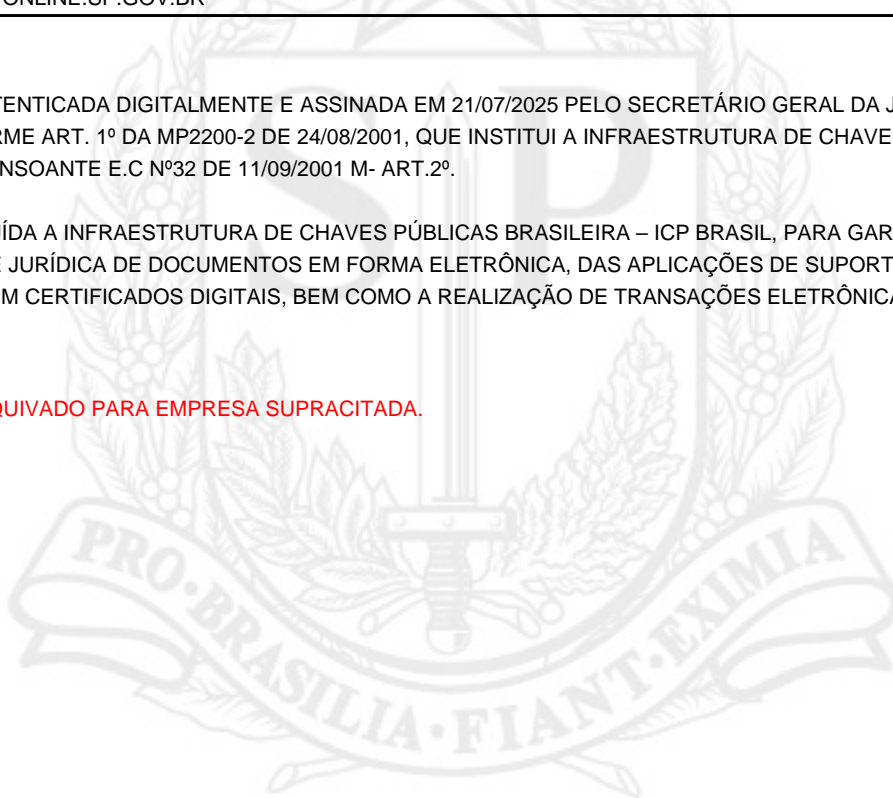 ONLINE.SP.GOV.BR
TENTICADA DIGITALMENTE E ASSINADA EM 21/07/2025 PELO SECRETÁRIO GERAL DA J
RME ART. 1º DA MP2200-2 DE 24/08/2001, QUE INSTITUI A INFRAESTRUTURA DE CHAVE
NSOANTE E.C Nº32 DE 11/09/2001 M- ART.2º.
UÍDA A INFRAESTRUTURA DE CHAVES PÚBLICAS BRASILEIRA – ICP BRASIL, PARA GAR
E JURÍDICA DE DOCUMENTOS EM FORMA ELETRÔNICA, DAS APLICAÇÕES DE SUPORT
M CERTIFICADOS DIGITAIS, BEM COMO A REALIZAÇÃO DE TRANSAÇÕES ELETRÔNICA
QUIVADO PARA EMPRESA SUPRACITADA.
SP
PRO·BRASILIA·FIANT·EXIMIA